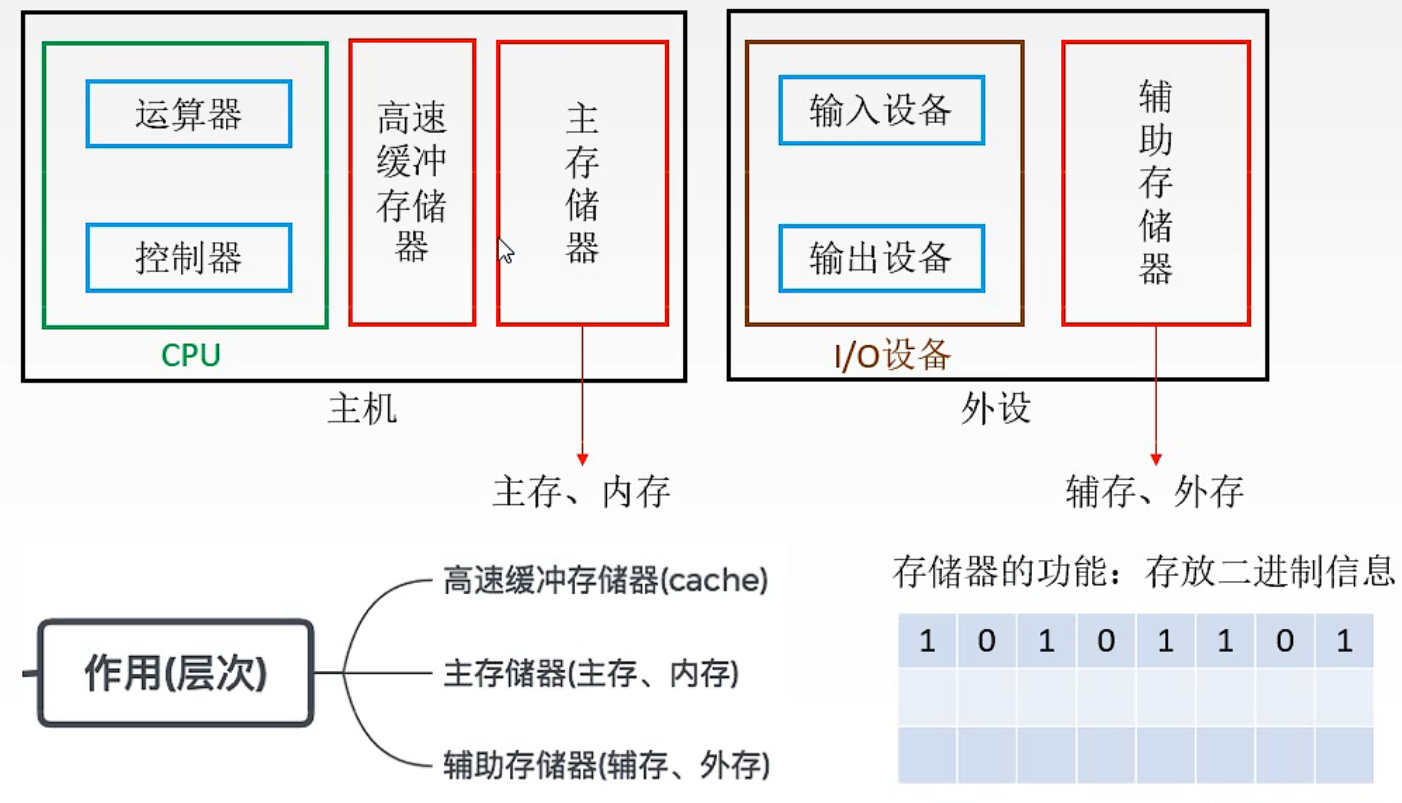 运算器
控制器
CPU
高速
缓冲
存储
器
主
存
储
器
主机
主存、内存
输入设备
输出设备
I/O设备
辅
助
存
储
器
外设
辅存、外存
作用(层次)
高速缓冲存储器(cache)
主存储器(主存、内存)
辅助存储器(辅存、外存)
存储器的功能：存放二进制信息
1 0 1 0 1 1 0 1